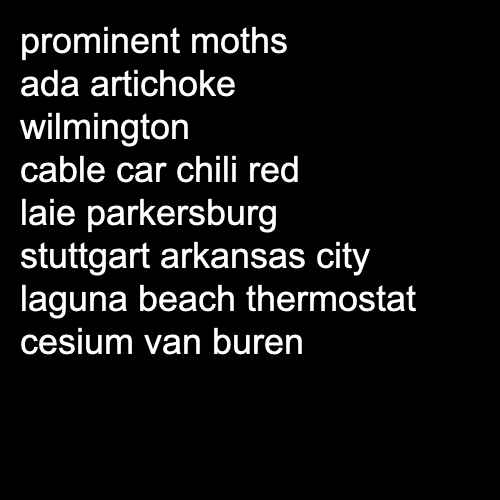 prominent moths
ada artichoke
wilmington
cable car chili red
laie parkersburg
stuttgart arkansas city
laguna beach thermostat
cesium van buren